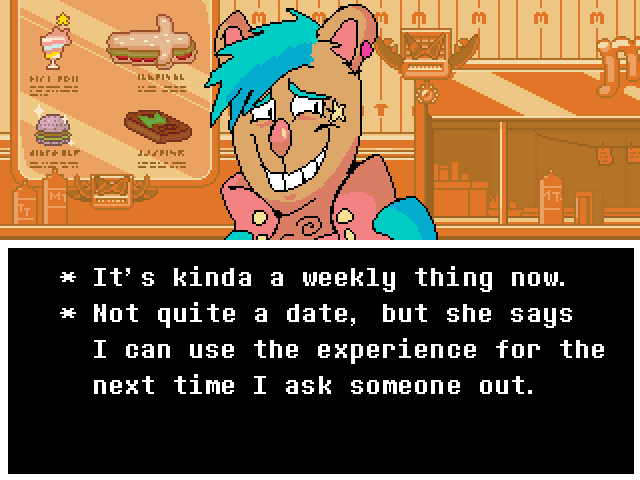 * It's kinda a weekly thing now.
* Not quite a date, but she says
I can use the experience for the
next time I ask someone out.